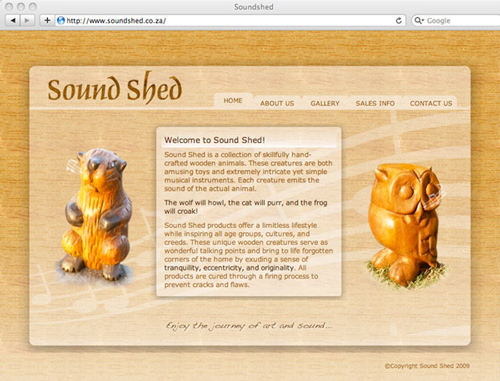 Soundshed
http://www.soundshed.co.za/
Google
Sound Shed
HOME ABOUT US GALLERY SALES INFO CONTACT US
Welcome to Sound Shed!
Sound Shed is a collection of skillfully hand-
crafted wooden animals. These creatures are both
amusing toys and extremely intricate yet simple
musical instruments. Each creature emits the
sound of the actual animal.
The wolf will howl, the cat will purr, and the frog
will croak!
Sound Shed products offer a limitless lifestyle
while inspiring all age groups, cultures, and
creeds. These unique wooden creatures serve as
wonderful talking points and bring to life forgotten
corners of the home by exuding a sense of
tranquility, eccentricity, and originality. All
products are cured through a firing process to
prevent cracks and flaws.
Enjoy the journey of art and sound...
©Copyright Sound Shed 2009